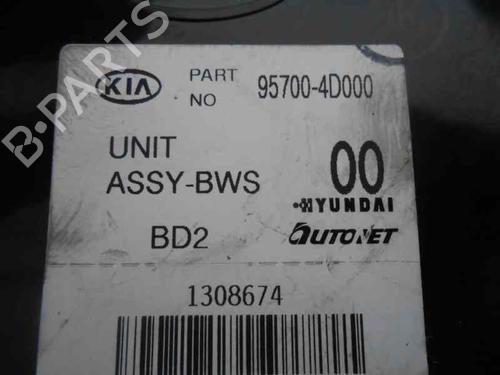 B-PARTS
KIA PART NO 95700-4D000
UNIT ASSY-BWS 00
HYUNDAI
BD2 AUTONET
1308674